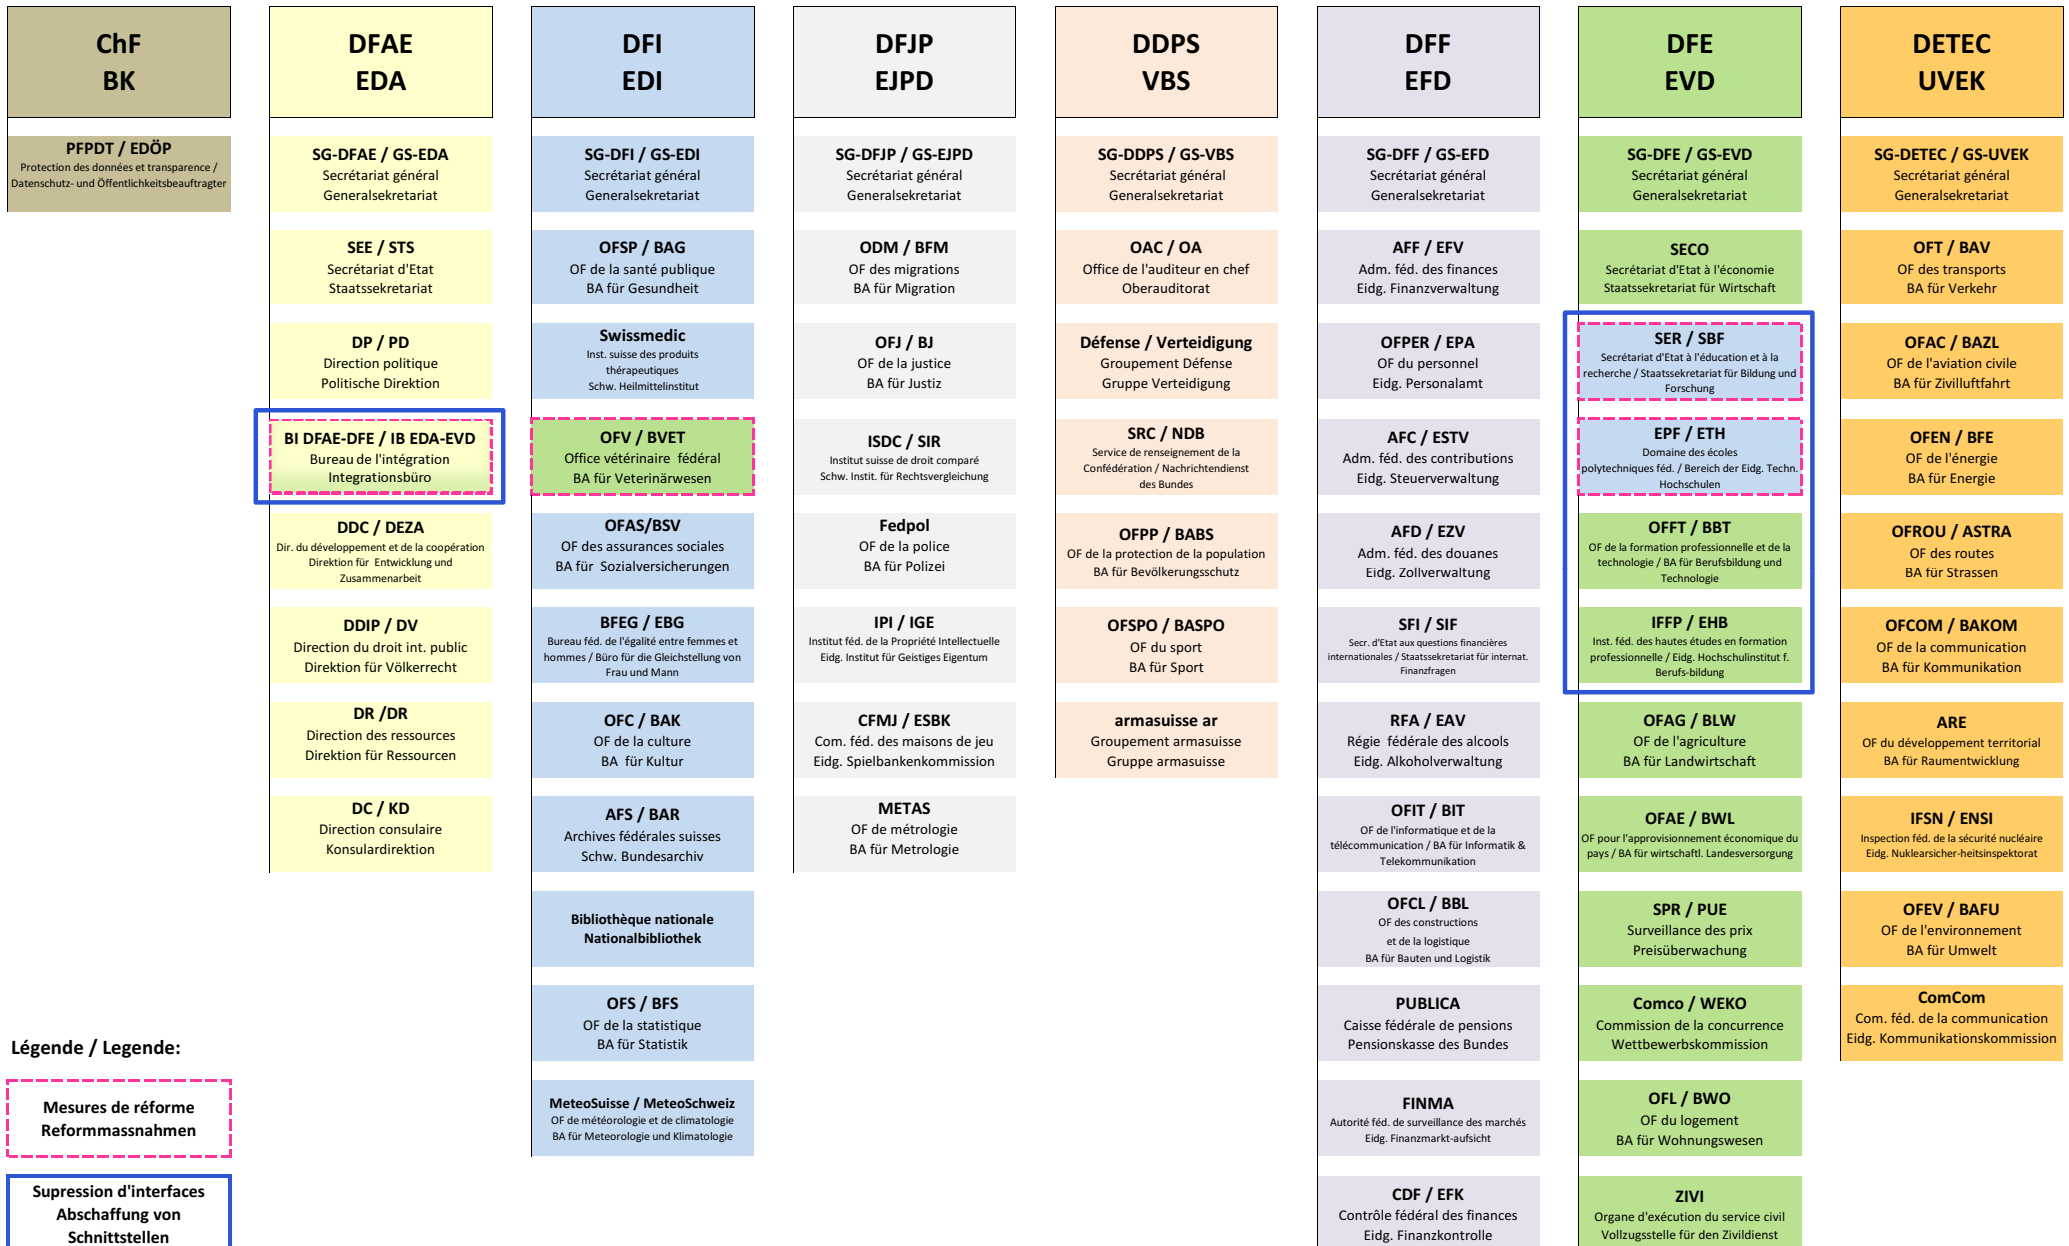 ChF
BK
PFPDT / EDÖP
Protection des données et transparence /
Datenschutz- und Öffentlichkeitsbeauftragter
DFAE
EDA
SG-DFAE / GS-EDA
Secrétariat général
Generalsekretariat
SEE / STS
Secrétariat d'Etat
Staatssekretariat
DP / PD
Direction politique
Politische Direktion
BI DFAE-DFE / IB EDA-EVD
Bureau de l'intégration
Integrationsbüro
DDC / DEZA
Dir. du développement et de la coopération
Direktion für Entwicklung und
Zusammenarbeit
DDIP / DV
Direction du droit int. public
Direktion für Völkerrecht
DR /DR
Direction des ressources
Direktion für Ressourcen
DC / KD
Direction consulaire
Konsulardirektion
DFI
EDI
SG-DFI / GS-EDI
Secrétariat général
Generalsekretariat
OFSP / BAG
OF de la santé publique
BA für Gesundheit
Swissmedic
Inst. suisse des produits
thérapeutiques
Schw. Heilmittelinstitut
OFV / BVET
Office vétérinaire fédéral
BA für Veterinärwesen
OFAS/BSV
OF des assurances sociales
BA für Sozialversicherungen
BFEG / EBG
Bureau féd. de l'égalité entre femmes et
hommes / Büro für die Gleichstellung von
Frau und Mann
OFC / BAK
OF de la culture
BA für Kultur
AFS / BAR
Archives fédérales suisses
Schw. Bundesarchiv
Bibliothèque nationale
Nationalbibliothek
OFS / BFS
OF de la statistique
BA für Statistik
MeteoSuisse / MeteoSchweiz
OF de météorologie et de climatologie
BA für Meteorologie und Klimatologie
DFJP
EJPD
SG-DFJP / GS-EJPD
Secrétariat général
Generalsekretariat
ODM / BFM
OF des migrations
BA für Migration
OFJ / BJ
OF de la justice
BA für Justiz
ISDC / SIR
Institut suisse de droit comparé
Schw. Instit. für Rechtsvergleichung
Fedpol
OF de la police
BA für Polizei
IPI / IGE
Institut féd. de la Propriété Intellectuelle
Eidg. Institut für Geistiges Eigentum
CFMJ / ESBK
Com. féd. des maisons de jeu
Eidg. Spielbankenkommission
METAS
OF de métrologie
BA für Metrologie
DDPS
VBS
SG-DDPS / GS-VBS
Secrétariat général
Generalsekretariat
OAC / OA
Office de l'auditeur en chef
Oberauditorat
Défense / Verteidigung
Groupement Défense
Gruppe Verteidigung
SRC / NDB
Service de renseignement de la
Confédération / Nachrichtendienst
des Bundes
OFPP / BABS
OF de la protection de la population
BA für Bevölkerungsschutz
OFSPO / BASPO
OF du sport
BA für Sport
armasuisse ar
Groupement armasuisse
Gruppe armasuisse
DFF
EFD
SG-DFF / GS-EFD
Secrétariat général
Generalsekretariat
AFF / EFV
Adm. féd. des finances
Eidg. Finanzverwaltung
OFPER / EPA
OF du personnel
Eidg. Personalamt
AFC / ESTV
Adm. féd. des contributions
Eidg. Steuerverwaltung
AFD / EZV
Adm. féd. des douanes
Eidg. Zollverwaltung
SFI / SIF
Secr. d'Etat aux questions financières
internationales / Staatssekretariat für internat.
Finanzfragen
RFA / EAV
Régie fédérale des alcools
Eidg. Alkoholverwaltung
OFIT / BIT
OF de l'informatique et de la
télécommunication / BA für Informatik &
Telekommunikation
OFCL / BBL
OF des constructions
et de la logistique
BA für Bauten und Logistik
PUBLICA
Caisse fédérale de pensions
Pensionskasse des Bundes
FINMA
Autorité féd. de surveillance des marchés
Eidg. Finanzmarkt-aufsicht
CDF / EFK
Contrôle fédéral des finances
Eidg. Finanzkontrolle
DFE
EVD
SG-DFE / GS-EVD
Secrétariat général
Generalsekretariat
SECO
Secrétariat d'Etat à l'économie
Staatssekretariat für Wirtschaft
SER / SBF
Secrétariat d'Etat à l'éducation et à la
recherche / Staatssekretariat für Bildung und
Forschung
EPF / ETH
Domaine des écoles
polytechniques féd. / Bereich der Eidg. Techn.
Hochschulen
OFFT / BBT
OF de la formation professionnelle et de la
technologie / BA für Berufsbildung und
Technologie
IFFP / EHB
Inst. féd. des hautes études en formation
professionnelle / Eidg. Hochschulinstitut f.
Berufs-bildung
OFAG / BLW
OF de l'agriculture
BA für Landwirtschaft
OFAE / BWL
OF pour l'approvisionnement économique du
pays / BA für wirtschaftl. Landesversorgung
SPR / PUE
Surveillance des prix
Preisüberwachung
Comco / WEKO
Commission de la concurrence
Wettbewerbskommission
OFL / BWO
OF du logement
BA für Wohnungswesen
ZIVI
Organe d'exécution du service civil
Vollzugsstelle für den Zivildienst
DETEC
UVEK
SG-DETEC / GS-UVEK
Secrétariat général
Generalsekretariat
OFT / BAV
OF des transports
BA für Verkehr
OFAC / BAZL
OF de l'aviation civile
BA für Zivilluftfahrt
OFEN / BFE
OF de l'énergie
BA für Energie
OFROU / ASTRA
OF des routes
BA für Strassen
OFCOM / BAKOM
OF de la communication
BA für Kommunikation
ARE
OF du développement territorial
BA für Raumentwicklung
IFSN / ENSI
Inspection féd. de la sécurité nucléaire
Eidg. Nuklearsicher-heitsinspektorat
OFEV / BAFU
OF de l'environnement
BA für Umwelt
ComCom
Com. féd. de la communication
Eidg. Kommunikationskommission
Légende / Legende:
Mesures de réforme
Reformmassnahmen
Supression d'interfaces
Abschaffung von
Schnittstellen